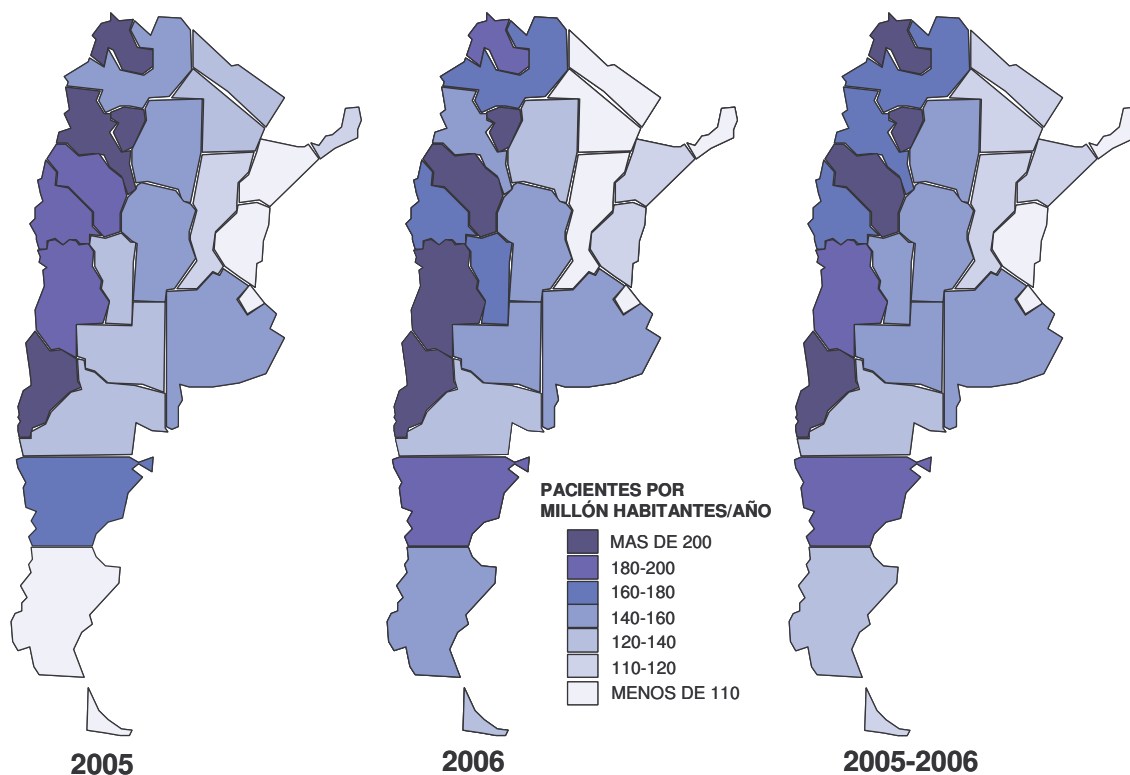 PACIENTES POR
MILLÓN HABITANTES/AÑO
MAS DE 200
180-200
160-180
140-160
120-140
110-120
MENOS DE 110
2005
2006
2005-2006